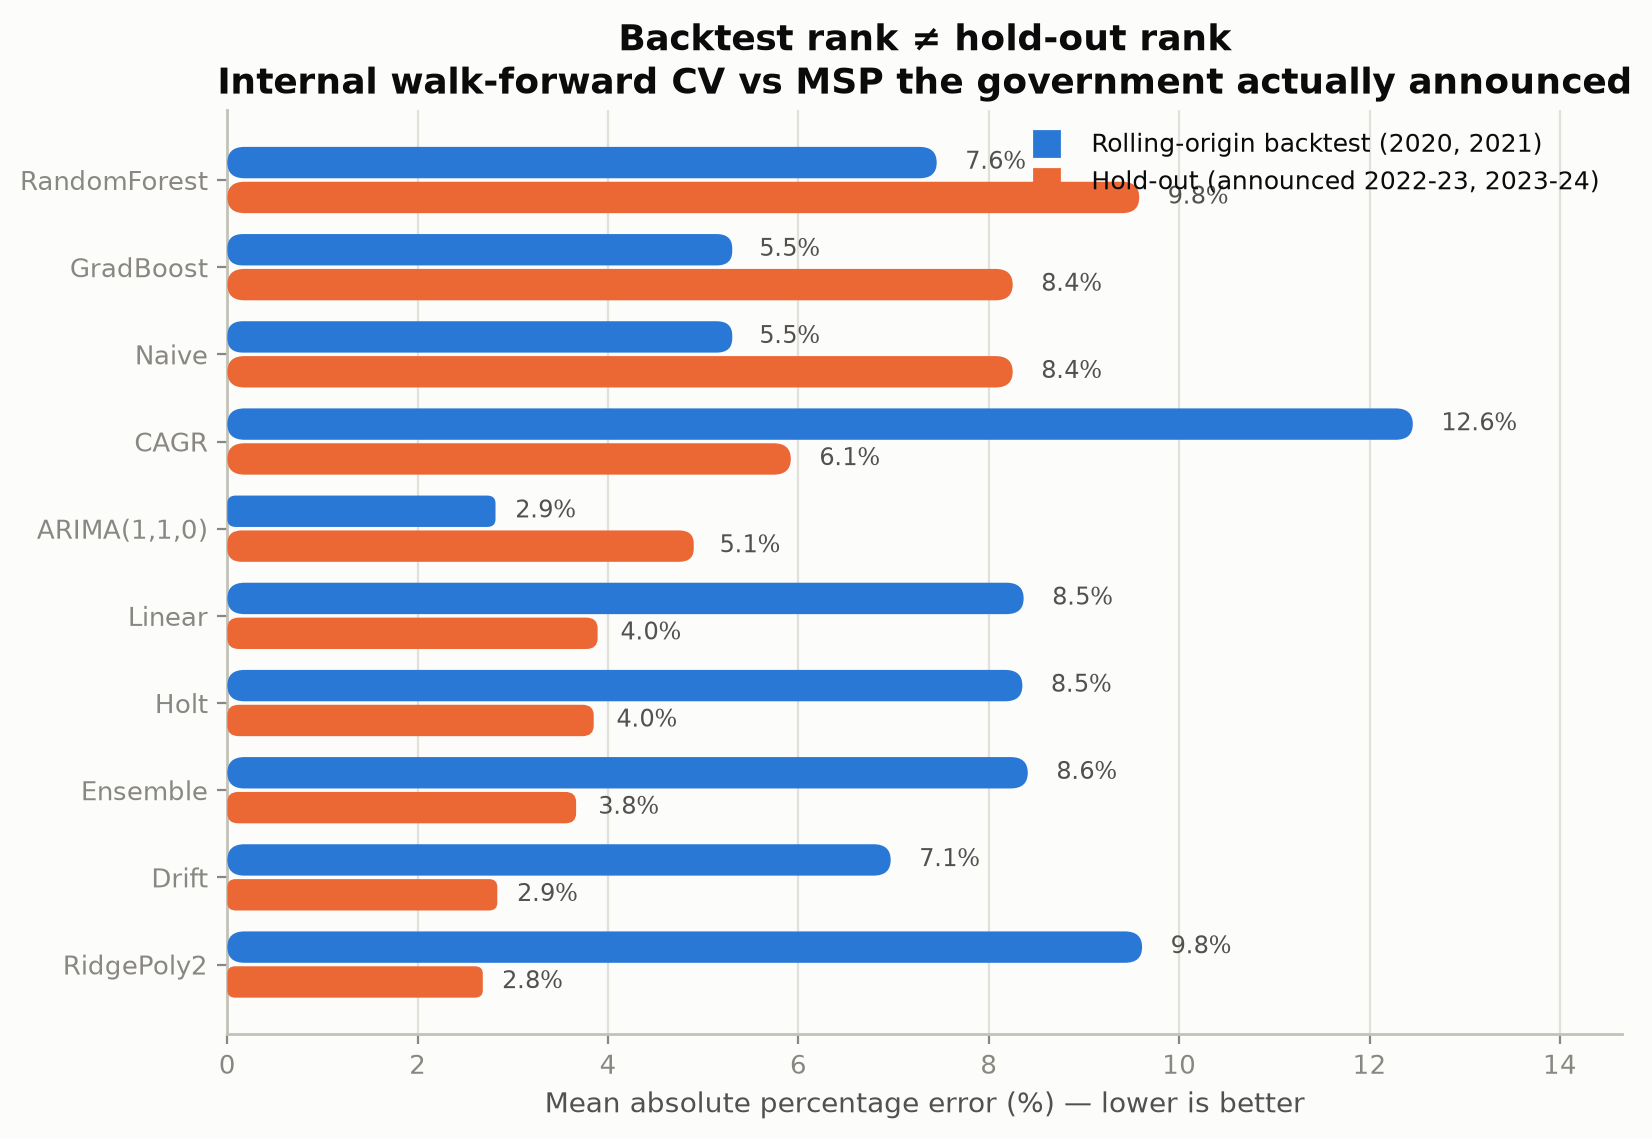 Backtest rank ≠ hold-out rank
Internal walk-forward CV vs MSP the government actually announced
Rolling-origin backtest (2020, 2021)
Hold-out (announced 2022-23, 2023-24)
RandomForest
7.6%
9.8%
GradBoost
5.5%
8.4%
Naive
5.5%
8.4%
CAGR
12.6%
6.1%
ARIMA(1,1,0)
2.9%
5.1%
Linear
8.5%
4.0%
Holt
8.5%
4.0%
Ensemble
8.6%
3.8%
Drift
7.1%
2.9%
RidgePoly2
9.8%
2.8%
0 2 4 6 8 10 12 14
Mean absolute percentage error (%) — lower is better